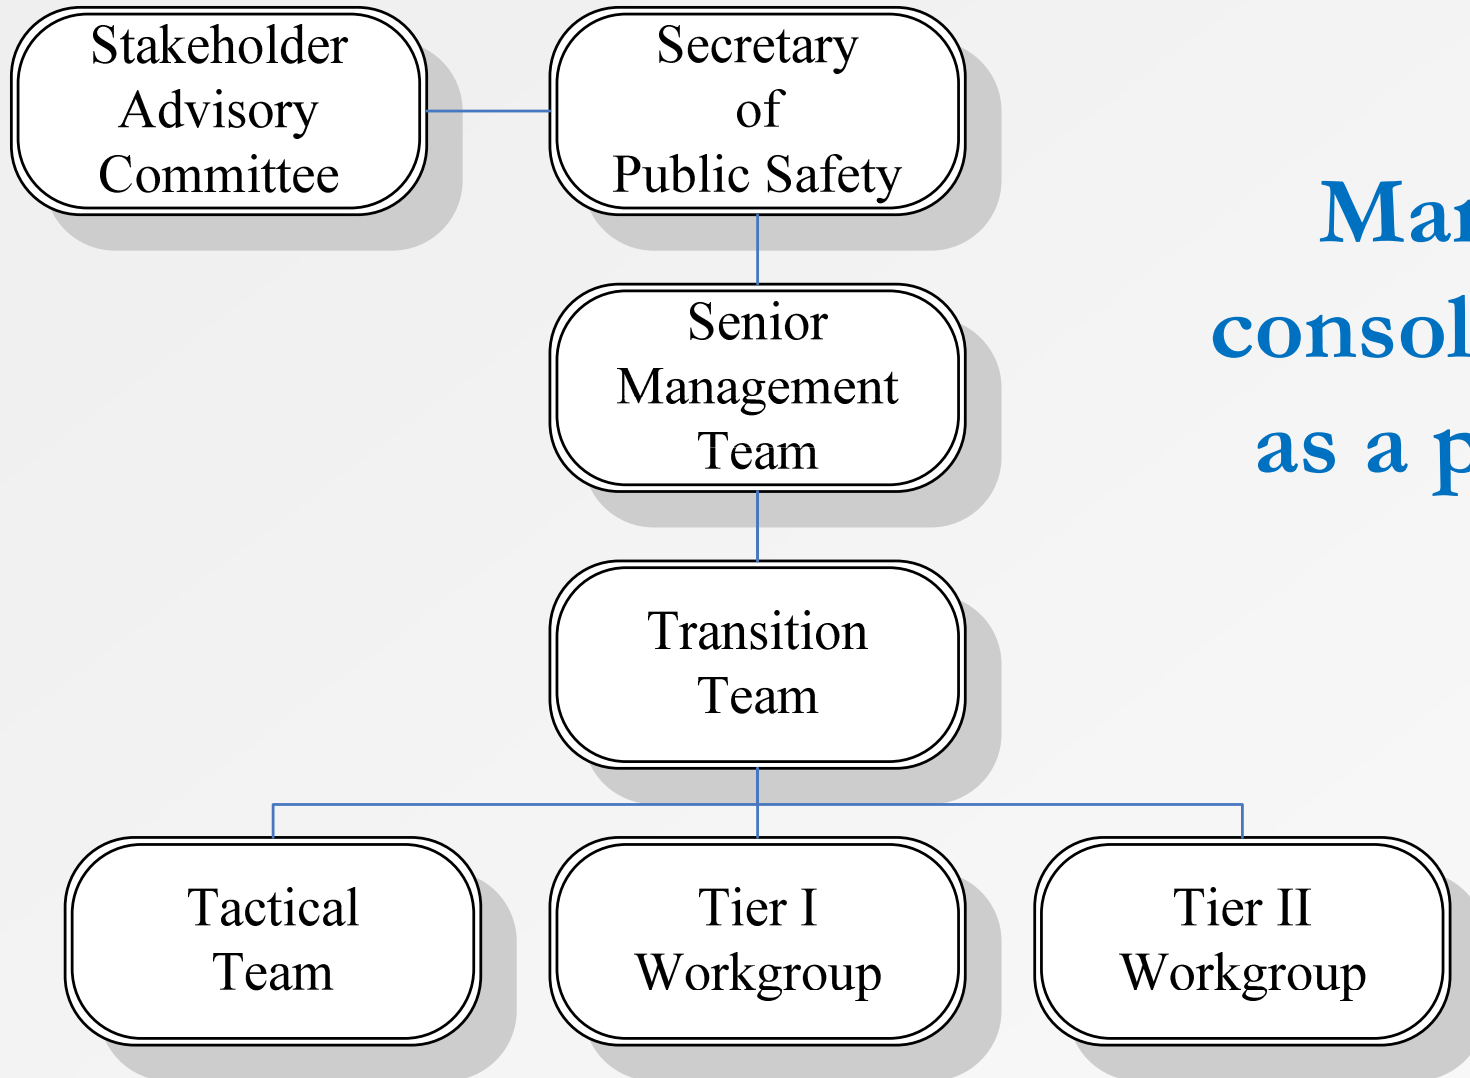 Stakeholder
Advisory
Committee
Secretary
of
Public Safety
Senior
Management
Team
Transition
Team
Tactical
Team
Tier I
Workgroup
Tier II
Workgroup
as a